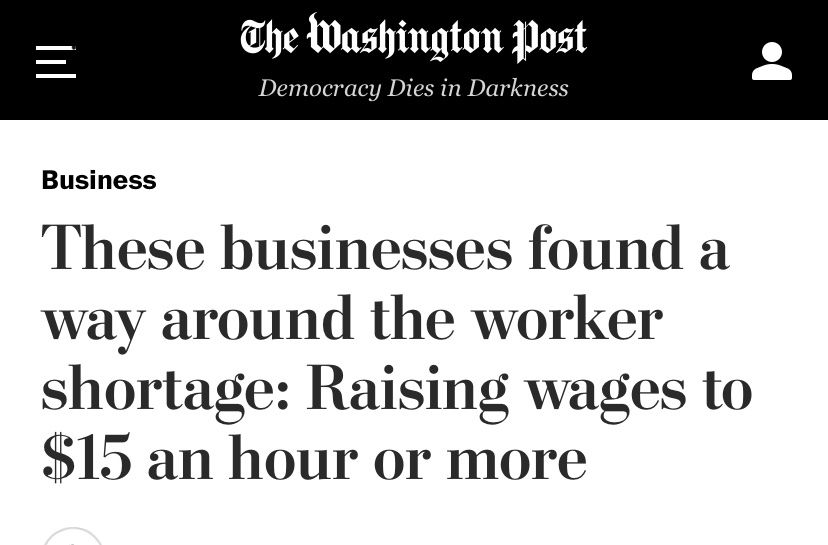 The Washington Post
Democracy Dies in Darkness
Business
These businesses found a
way around the worker
shortage: Raising wages to
$15 an hour or more